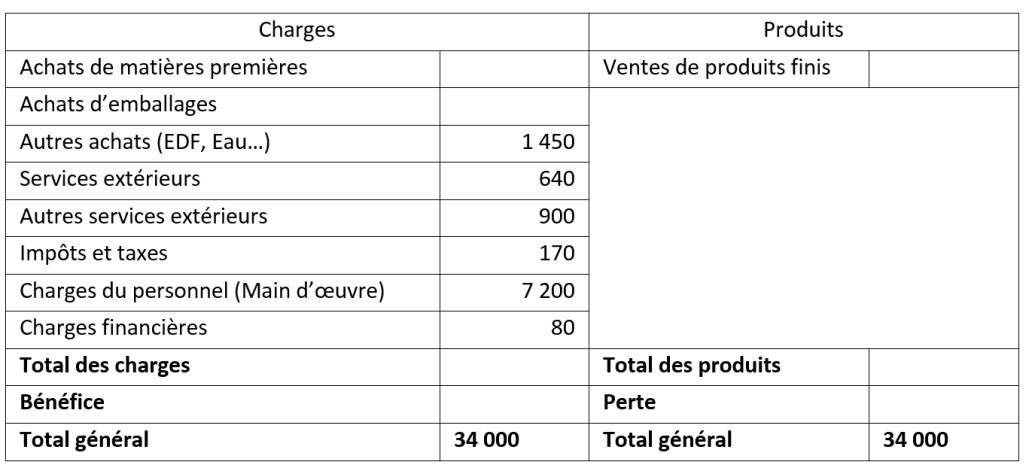 Charges Produits
Achats de matières premières Ventes de produits finis
Achats d’emballages
Autres achats (EDF, Eau…) 1 450
Services extérieurs 640
Autres services extérieurs 900
Impôts et taxes 170
Charges du personnel (Main d’œuvre) 7 200
Charges financières 80
Total des charges Total des produits
Bénéfice Perte
Total général 34 000 Total général 34 000